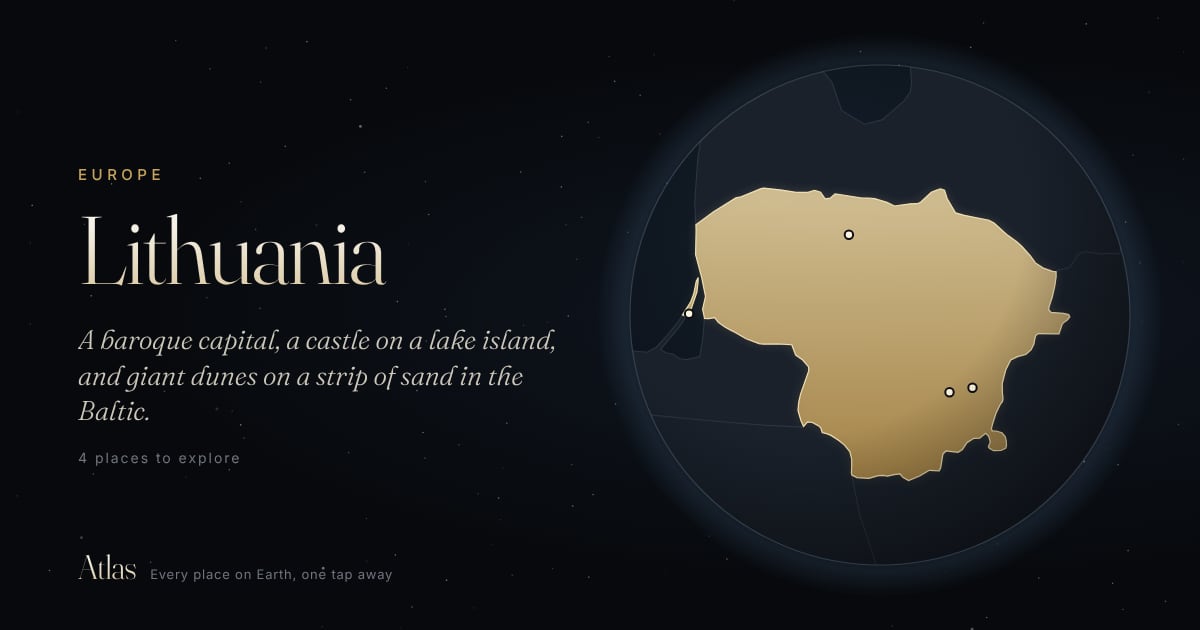 EUROPE
Lithuania
A baroque capital, a castle on a lake island,
and giant dunes on a strip of sand in the
Baltic.
4 places to explore
Atlas Every place on Earth, one tap away